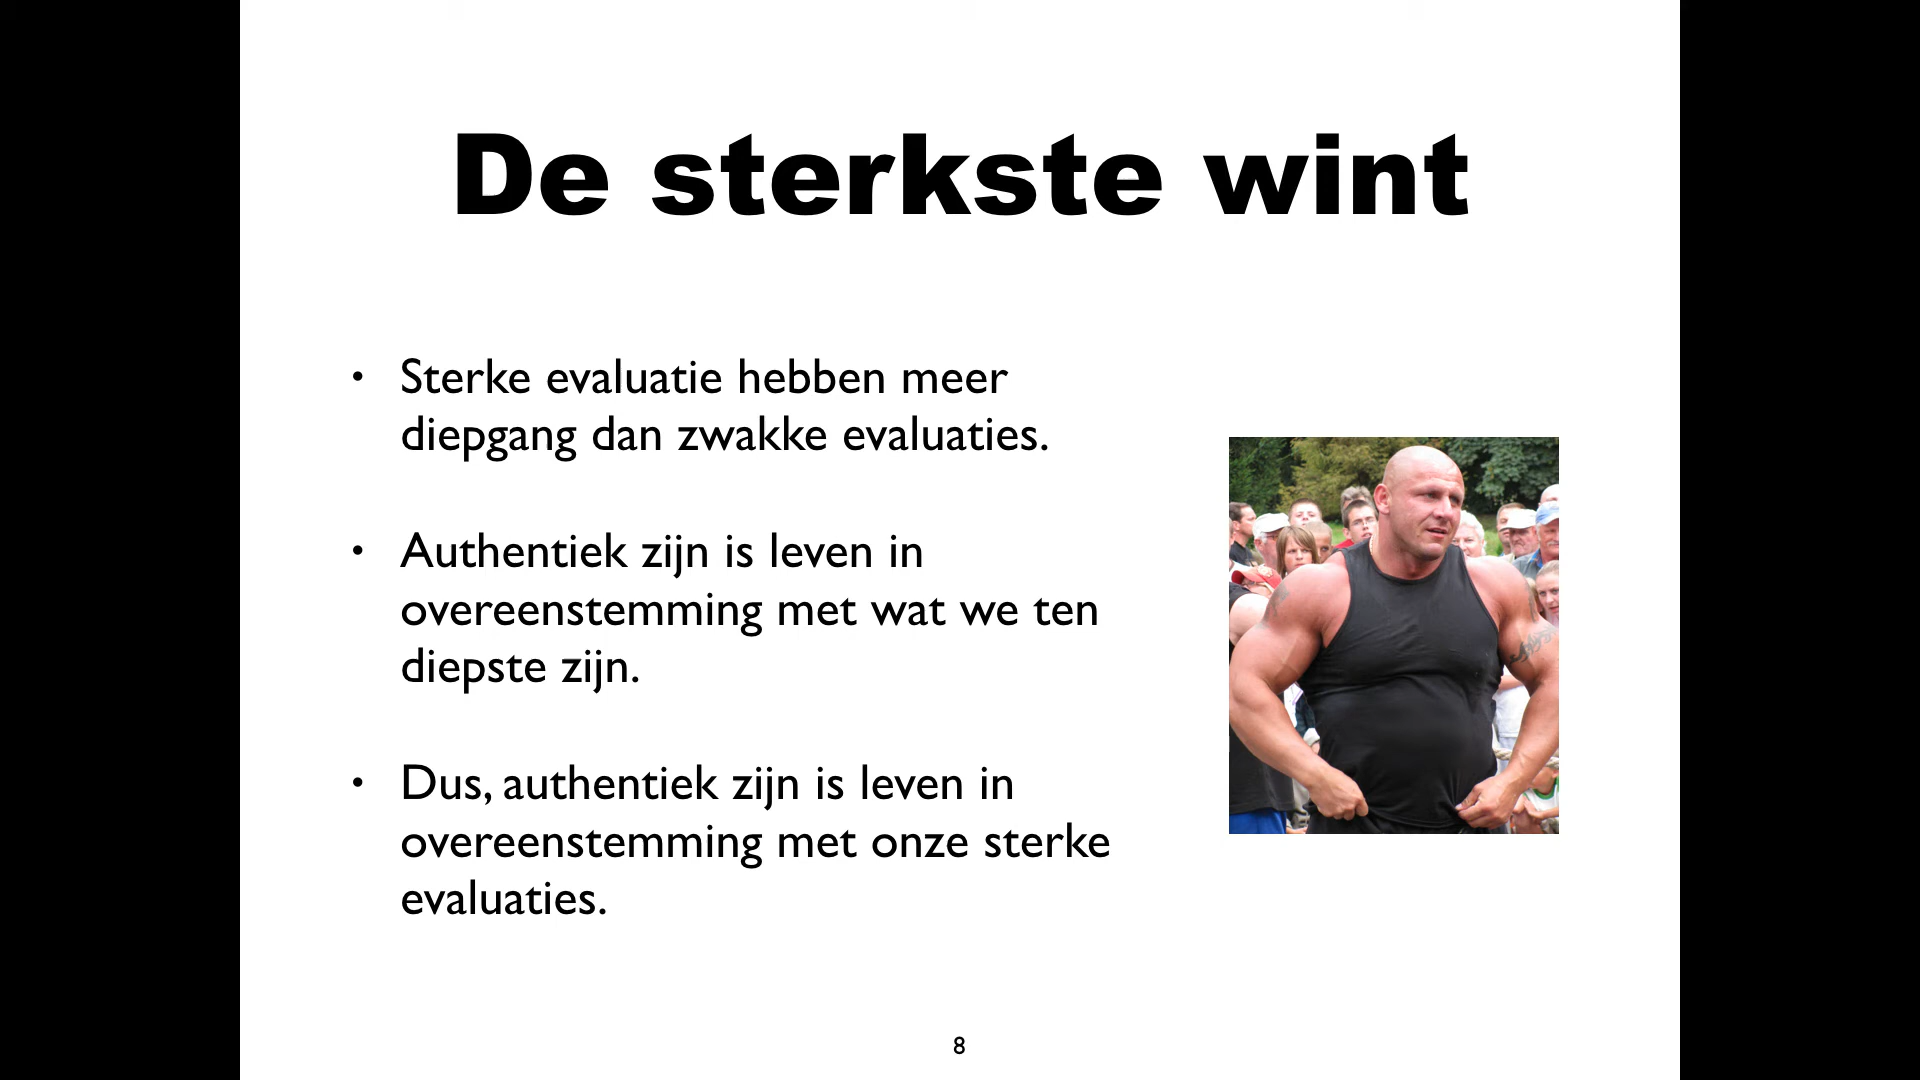 De sterkste wint
• Sterke evaluatie hebben meer
diepgang dan zwakke evaluaties.
• Authentiek zijn is leven in
overeenstemming met wat we ten
diepste zijn.
• Dus, authentiek zijn is leven in
overeenstemming met onze sterke
evaluaties.
8